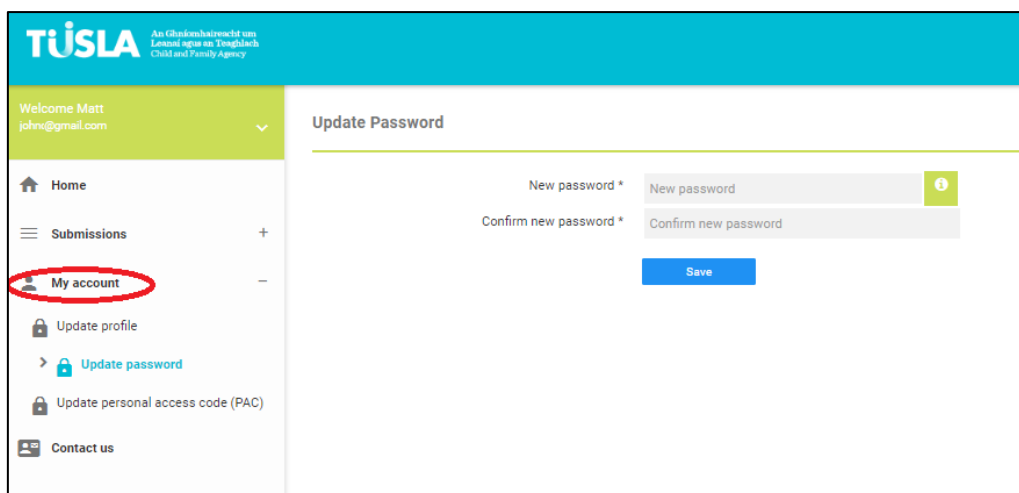 TÚSLA
An Ghníomhaireacht um
Leanaí agus an Teaghlach
Child and Family Agency
Welcome Matt
johnc@gmail.com
Update Password
New password *
New password
Confirm new password *
Confirm new password
Save
Home
Submissions +
My account −
Update profile
Update password
Update personal access code (PAC)
Contact us